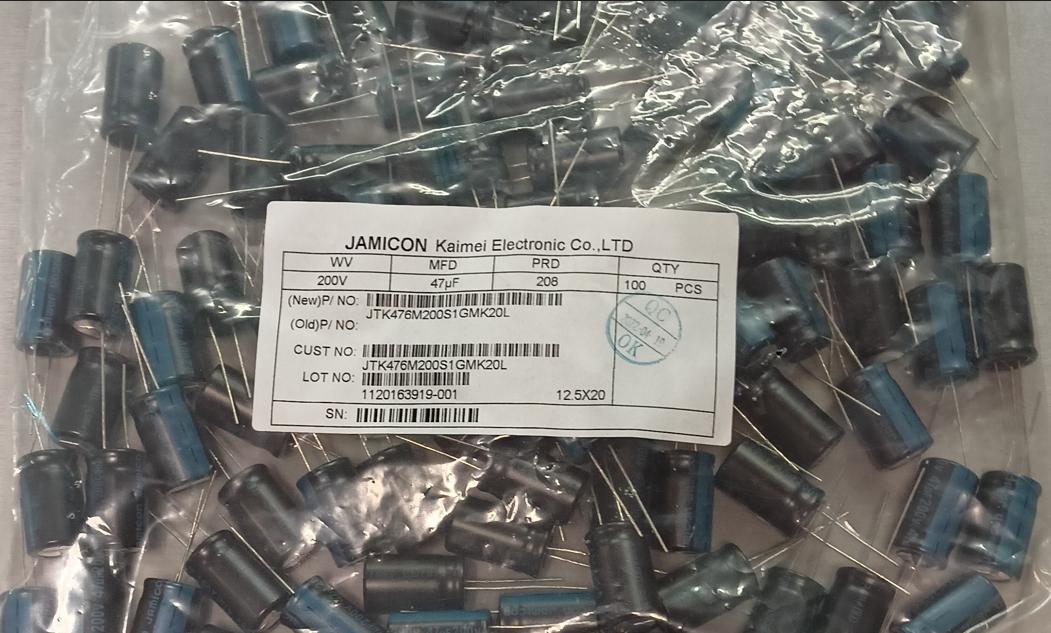 JAMICON Kaimei Electronic Co.,LTD
WV MFD PRD QTY
200V 47µF 208 100 PCS
(New)P/ NO:
JTK476M200S1GMK20L
(Old)P/ NO:
CUST NO:
JTK476M200S1GMK20L
LOT NO:
1120163919-001 12.5X20
SN:
QC
OK